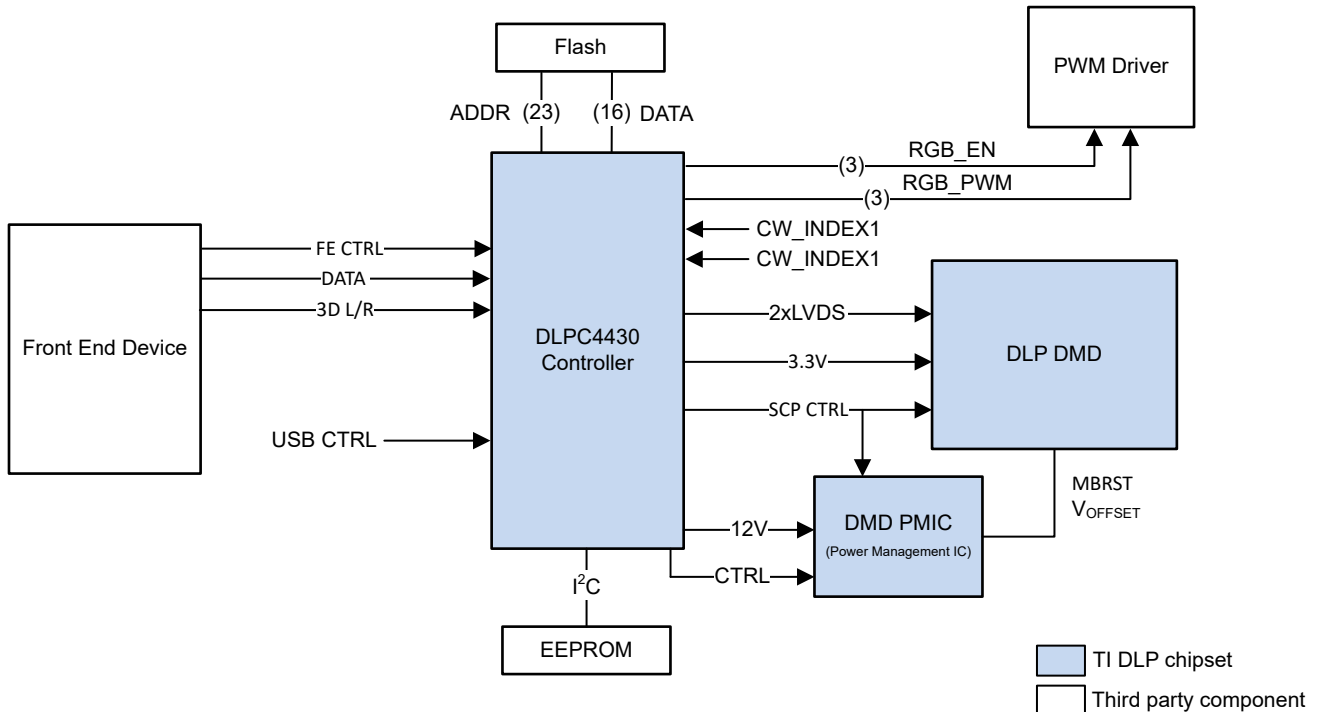 Flash
PWM Driver
ADDR (23) (16) DATA
RGB_EN
(3)
RGB_PWM
(3)
CW_INDEX1
CW_INDEX1
FE CTRL
DATA
3D L/R
Front End Device
DLPC4430
Controller
2xLVDS
3.3V
SCP CTRL
DLP DMD
USB CTRL
MBRST
VOFFSET
12V
CTRL
DMD PMIC
(Power Management IC)
I²C
EEPROM
TI DLP chipset
Third party component